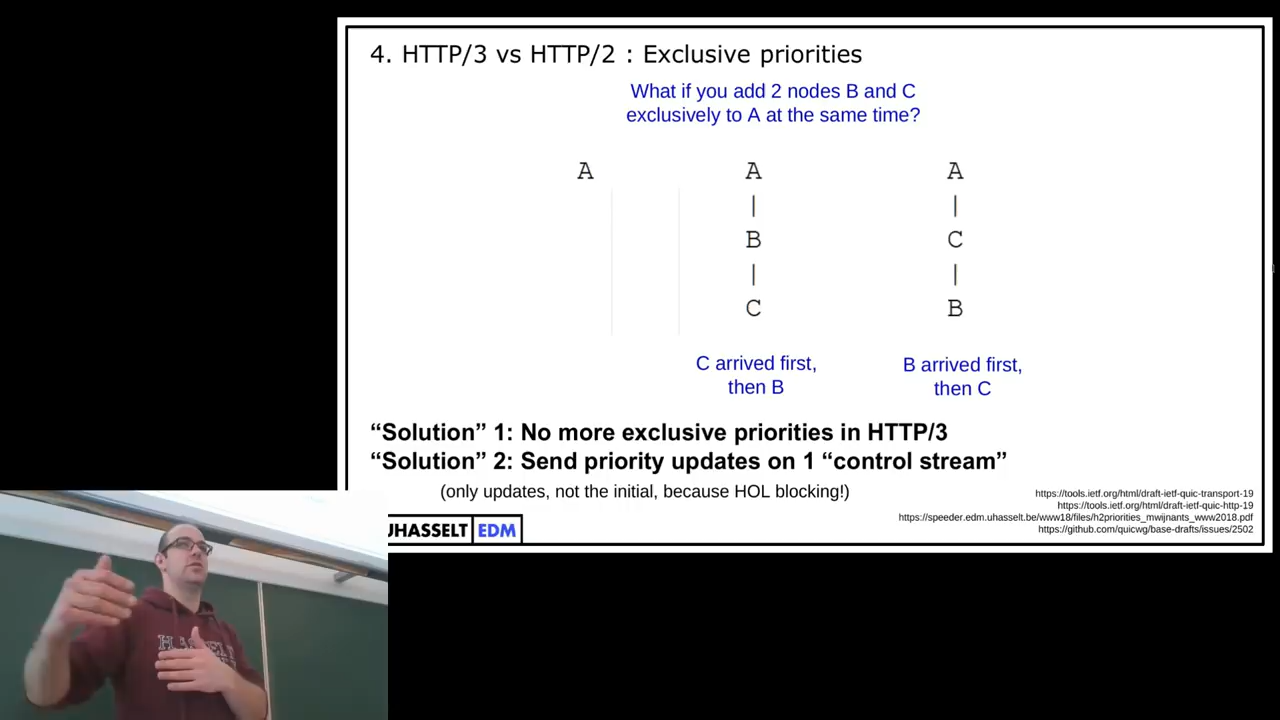 4. HTTP/3 vs HTTP/2 : Exclusive priorities
What if you add 2 nodes B and C
exclusively to A at the same time?
A A A
| |
B C
| |
C B
C arrived first,
then B
B arrived first,
then C
“Solution” 1: No more exclusive priorities in HTTP/3
“Solution” 2: Send priority updates on 1 “control stream”
(only updates, not the initial, because HOL blocking!)
https://tools.ietf.org/html/draft-ietf-quic-transport-19
https://tools.ietf.org/html/draft-ietf-quic-http-19
https://speeder.edm.uhasselt.be/www18/files/h2priorities_mwijnants_www2018.pdf
https://github.com/quicwg/base-drafts/issues/2502
UHASSELT EDM